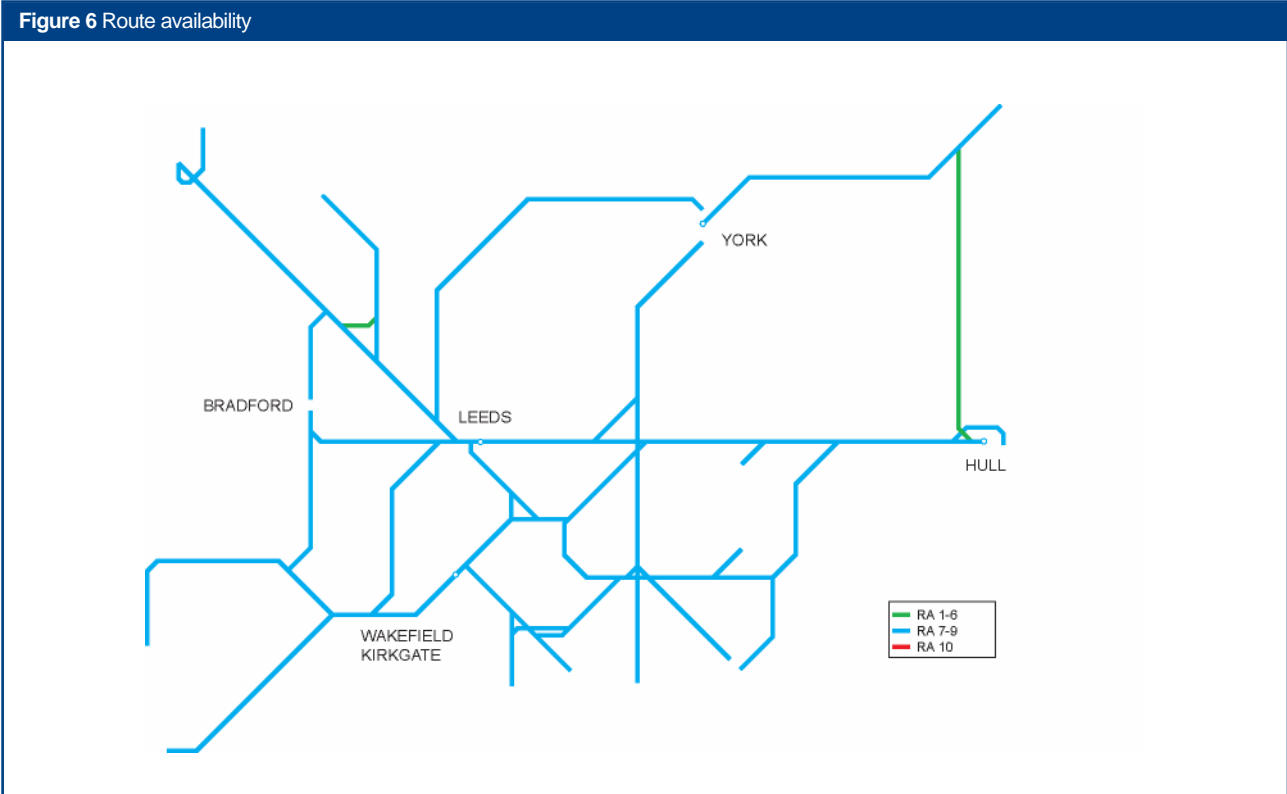 Figure 6 Route availability
YORK
BRADFORD
LEEDS
HULL
RA 1-6
RA 7-9
RA 10
WAKEFIELD
KIRKGATE